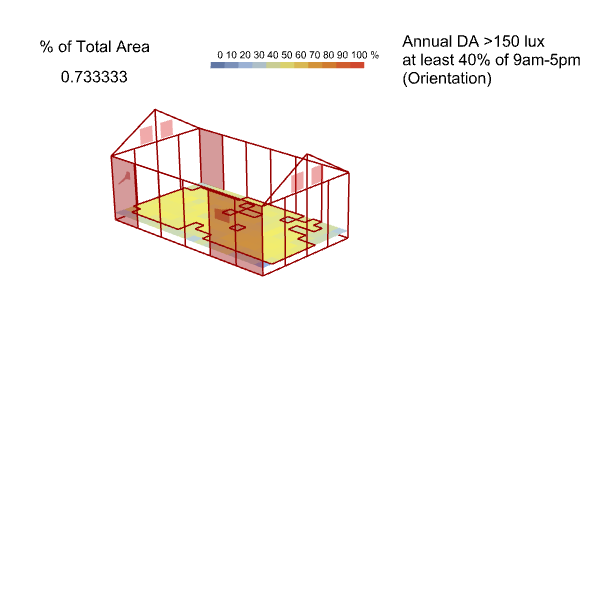 % of Total Area
0.733333
0 10 20 30 40 50 60 70 80 90 100 %
Annual DA >150 lux
at least 40% of 9am-5pm
(Orientation)